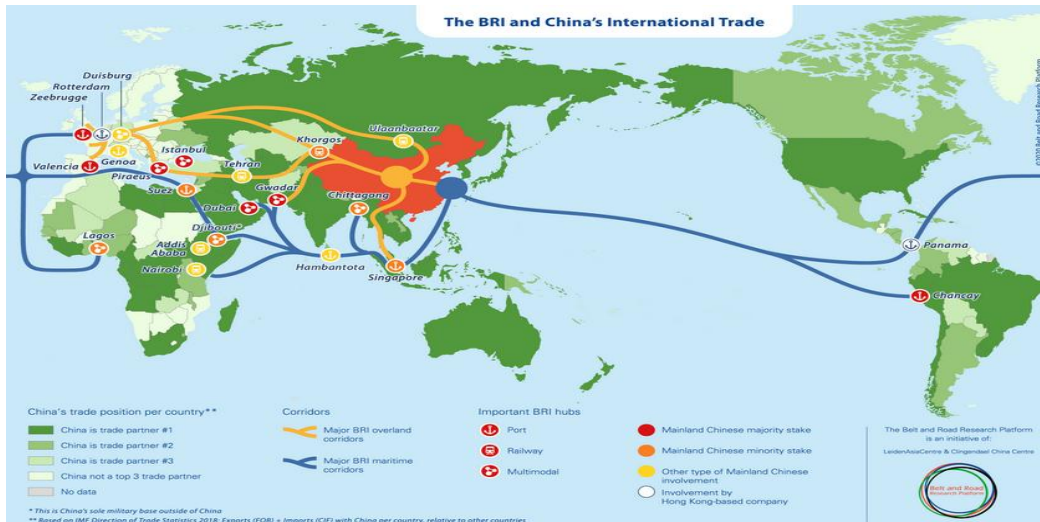 The BRI and China's International Trade
Duisburg
Rotterdam
Zeebrugge
Ulaanbaatar
Khorgos
Istanbul
Genoa
Tehran
Valencia
Piraeus
Gwadar
Suez
Chittagong
Dubai
Djibouti*
Lagos
Addis
Ababa
Nairobi
Hambantota
Singapore
Panama
Chancay
©2020 Belt and Road Research Platform
China's trade position per country**
China is trade partner #1
China is trade partner #2
China is trade partner #3
China not a top 3 trade partner
No data
Corridors
Major BRI overland
corridors
Major BRI maritime
corridors
Important BRI hubs
Port
Railway
Multimodal
Mainland Chinese majority stake
Mainland Chinese minority stake
Other type of Mainland Chinese
involvement
Involvement by
Hong Kong-based company
The Belt and Road Research Platform
is an initiative of:
LeidenAsiaCentre & Clingendael China Centre
Belt and Road
Research Platform
* This is China's sole military base outside of China
** Based on IMF Direction of Trade Statistics 2018: Exports (FOB) + Imports (CIF) with China per country, relative to other countries